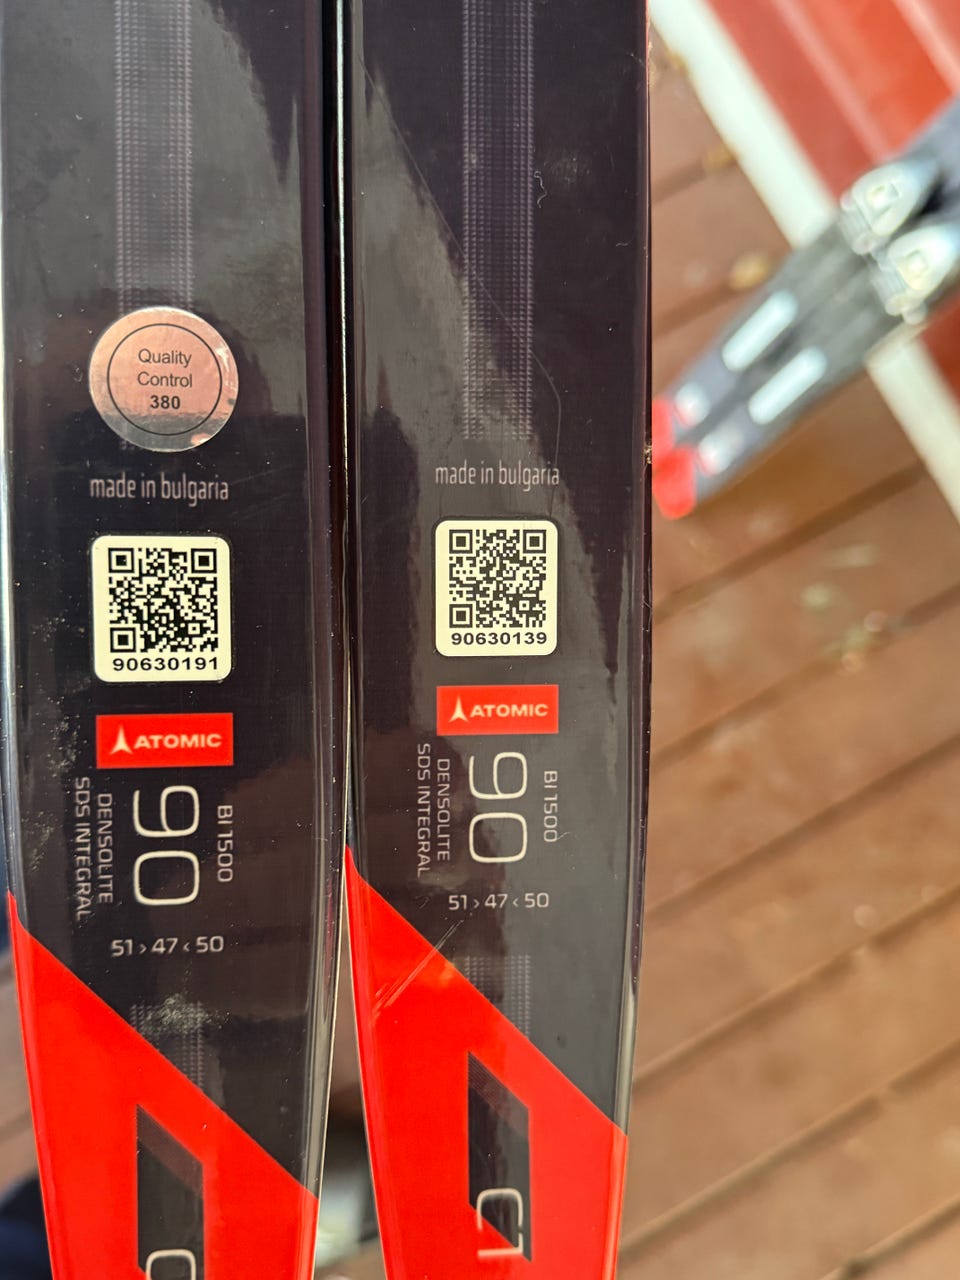 Quality
Control
380
made in bulgaria
90630191
ATOMIC
BI 1500
90
DENSOLITE
SDS INTEGRAL
51 › 47 ‹ 50
made in bulgaria
90630139
ATOMIC
BI 1500
90
DENSOLITE
SDS INTEGRAL
51 › 47 ‹ 50
C1